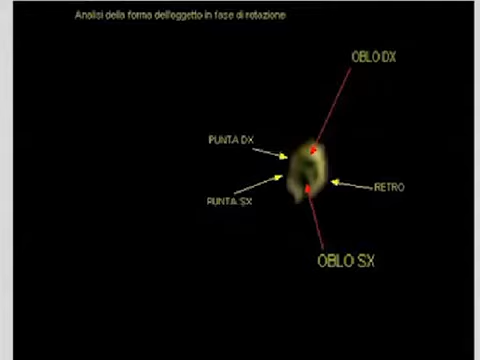 Analisi della forma dell'oggetto in fase di rotazione
OBLO DX
PUNTA DX
RETRO
PUNTA SX
OBLO SX